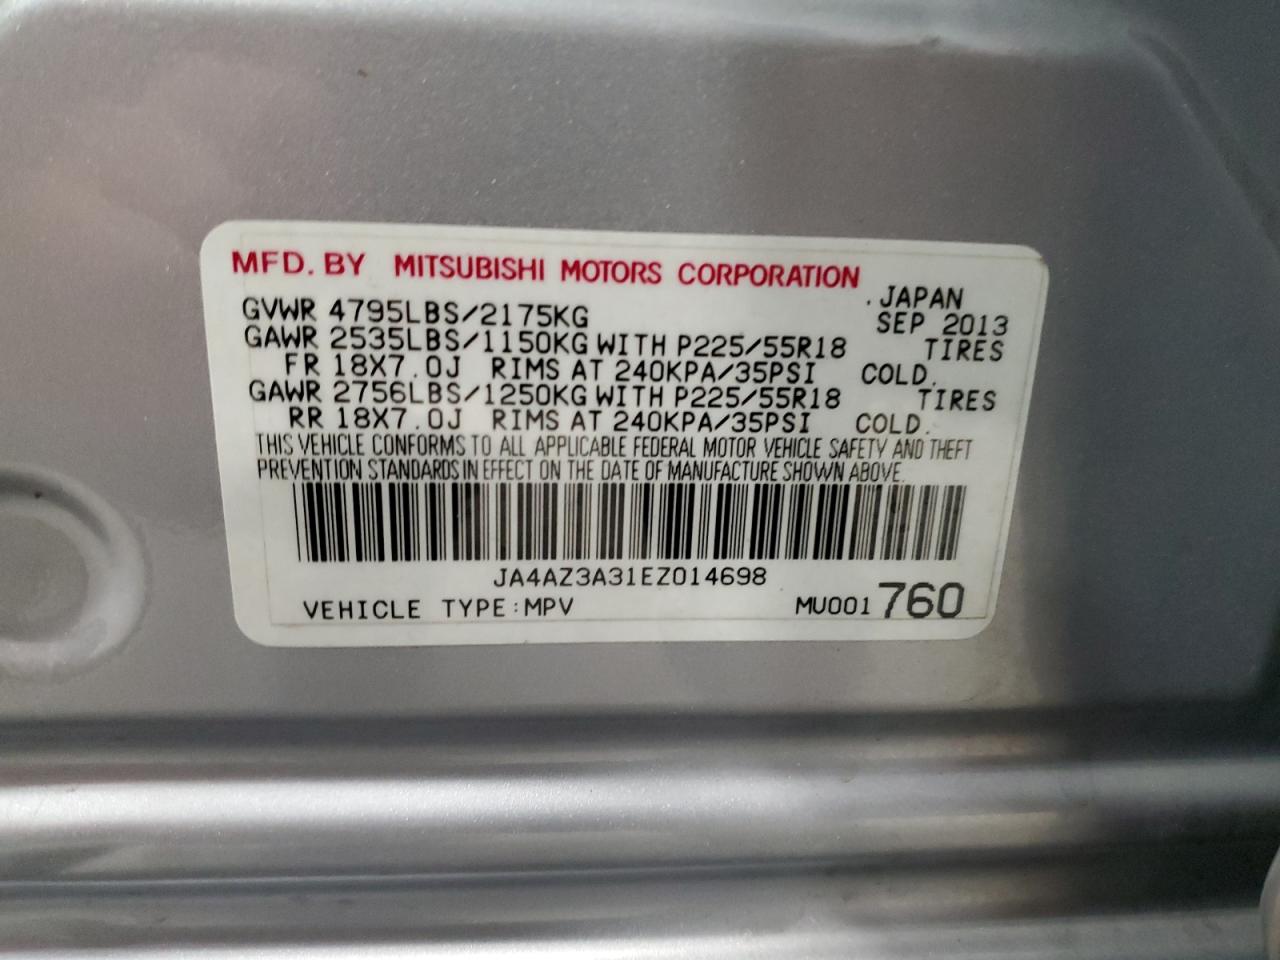 MFD. BY MITSUBISHI MOTORS CORPORATION
. JAPAN
GVWR 4795LBS/2175KG SEP 2013
GAWR 2535LBS/1150KG WITH P225/55R18 TIRES
FR 18X7.0J RIMS AT 240KPA/35PSI COLD.
GAWR 2756LBS/1250KG WITH P225/55R18 TIRES
RR 18X7.0J RIMS AT 240KPA/35PSI COLD.
THIS VEHICLE CONFORMS TO ALL APPLICABLE FEDERAL MOTOR VEHICLE SAFETY AND THEFT
PREVENTION STANDARDS IN EFFECT ON THE DATE OF MANUFACTURE SHOWN ABOVE.
JA4AZ3A31EZ014698
VEHICLE TYPE:MPV MU001 760